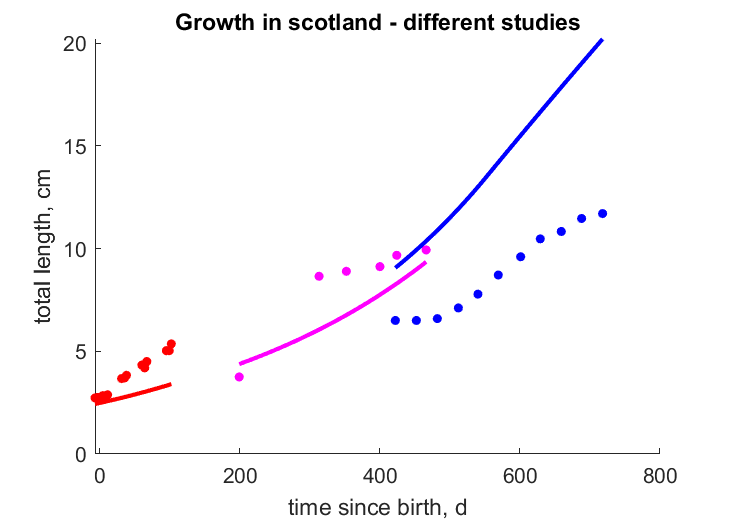 Growth in scotland - different studies
20
15
10
5
0
total length, cm
0 200 400 600 800
time since birth, d